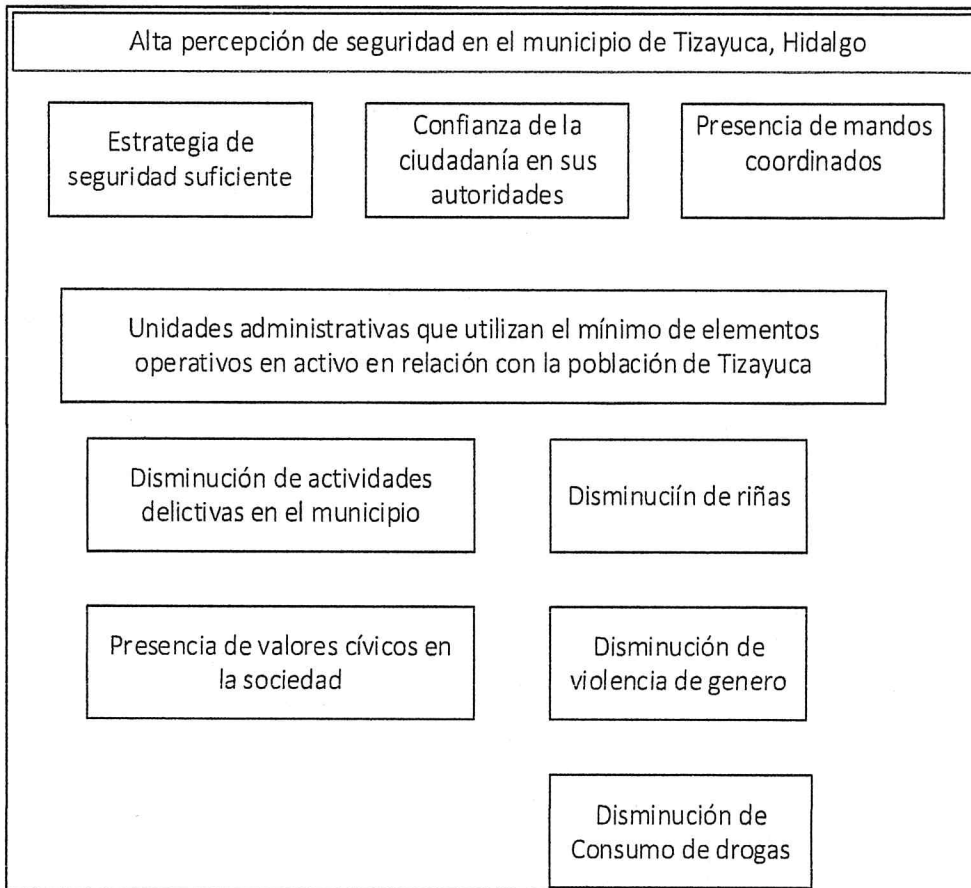 Alta percepción de seguridad en el municipio de Tizayuca, Hidalgo
Estrategia de
seguridad suficiente
Confianza de la
ciudadanía en sus
autoridades
Presencia de mandos
coordinados
Unidades administrativas que utilizan el mínimo de elementos
operativos en activo en relación con la población de Tizayuca
Disminución de actividades
delictivas en el municipio
Disminuciín de riñas
Presencia de valores cívicos en
la sociedad
Disminución de
violencia de genero
Disminución de
Consumo de drogas